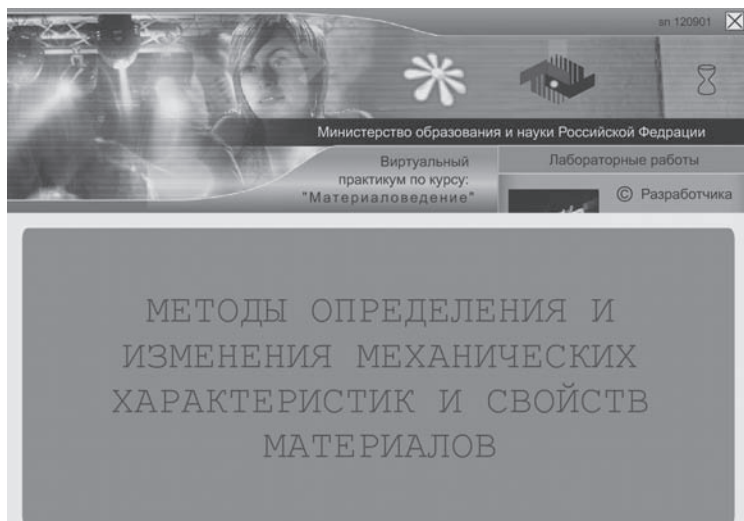 sn 120901
Министерство образования и науки Российской Федрации
Виртуальный
практикум по курсу:
"Материаловедение"
Лабораторные работы
© Разработчика
МЕТОДЫ ОПРЕДЕЛЕНИЯ И
ИЗМЕНЕНИЯ МЕХАНИЧЕСКИХ
ХАРАКТЕРИСТИК И СВОЙСТВ
МАТЕРИАЛОВ